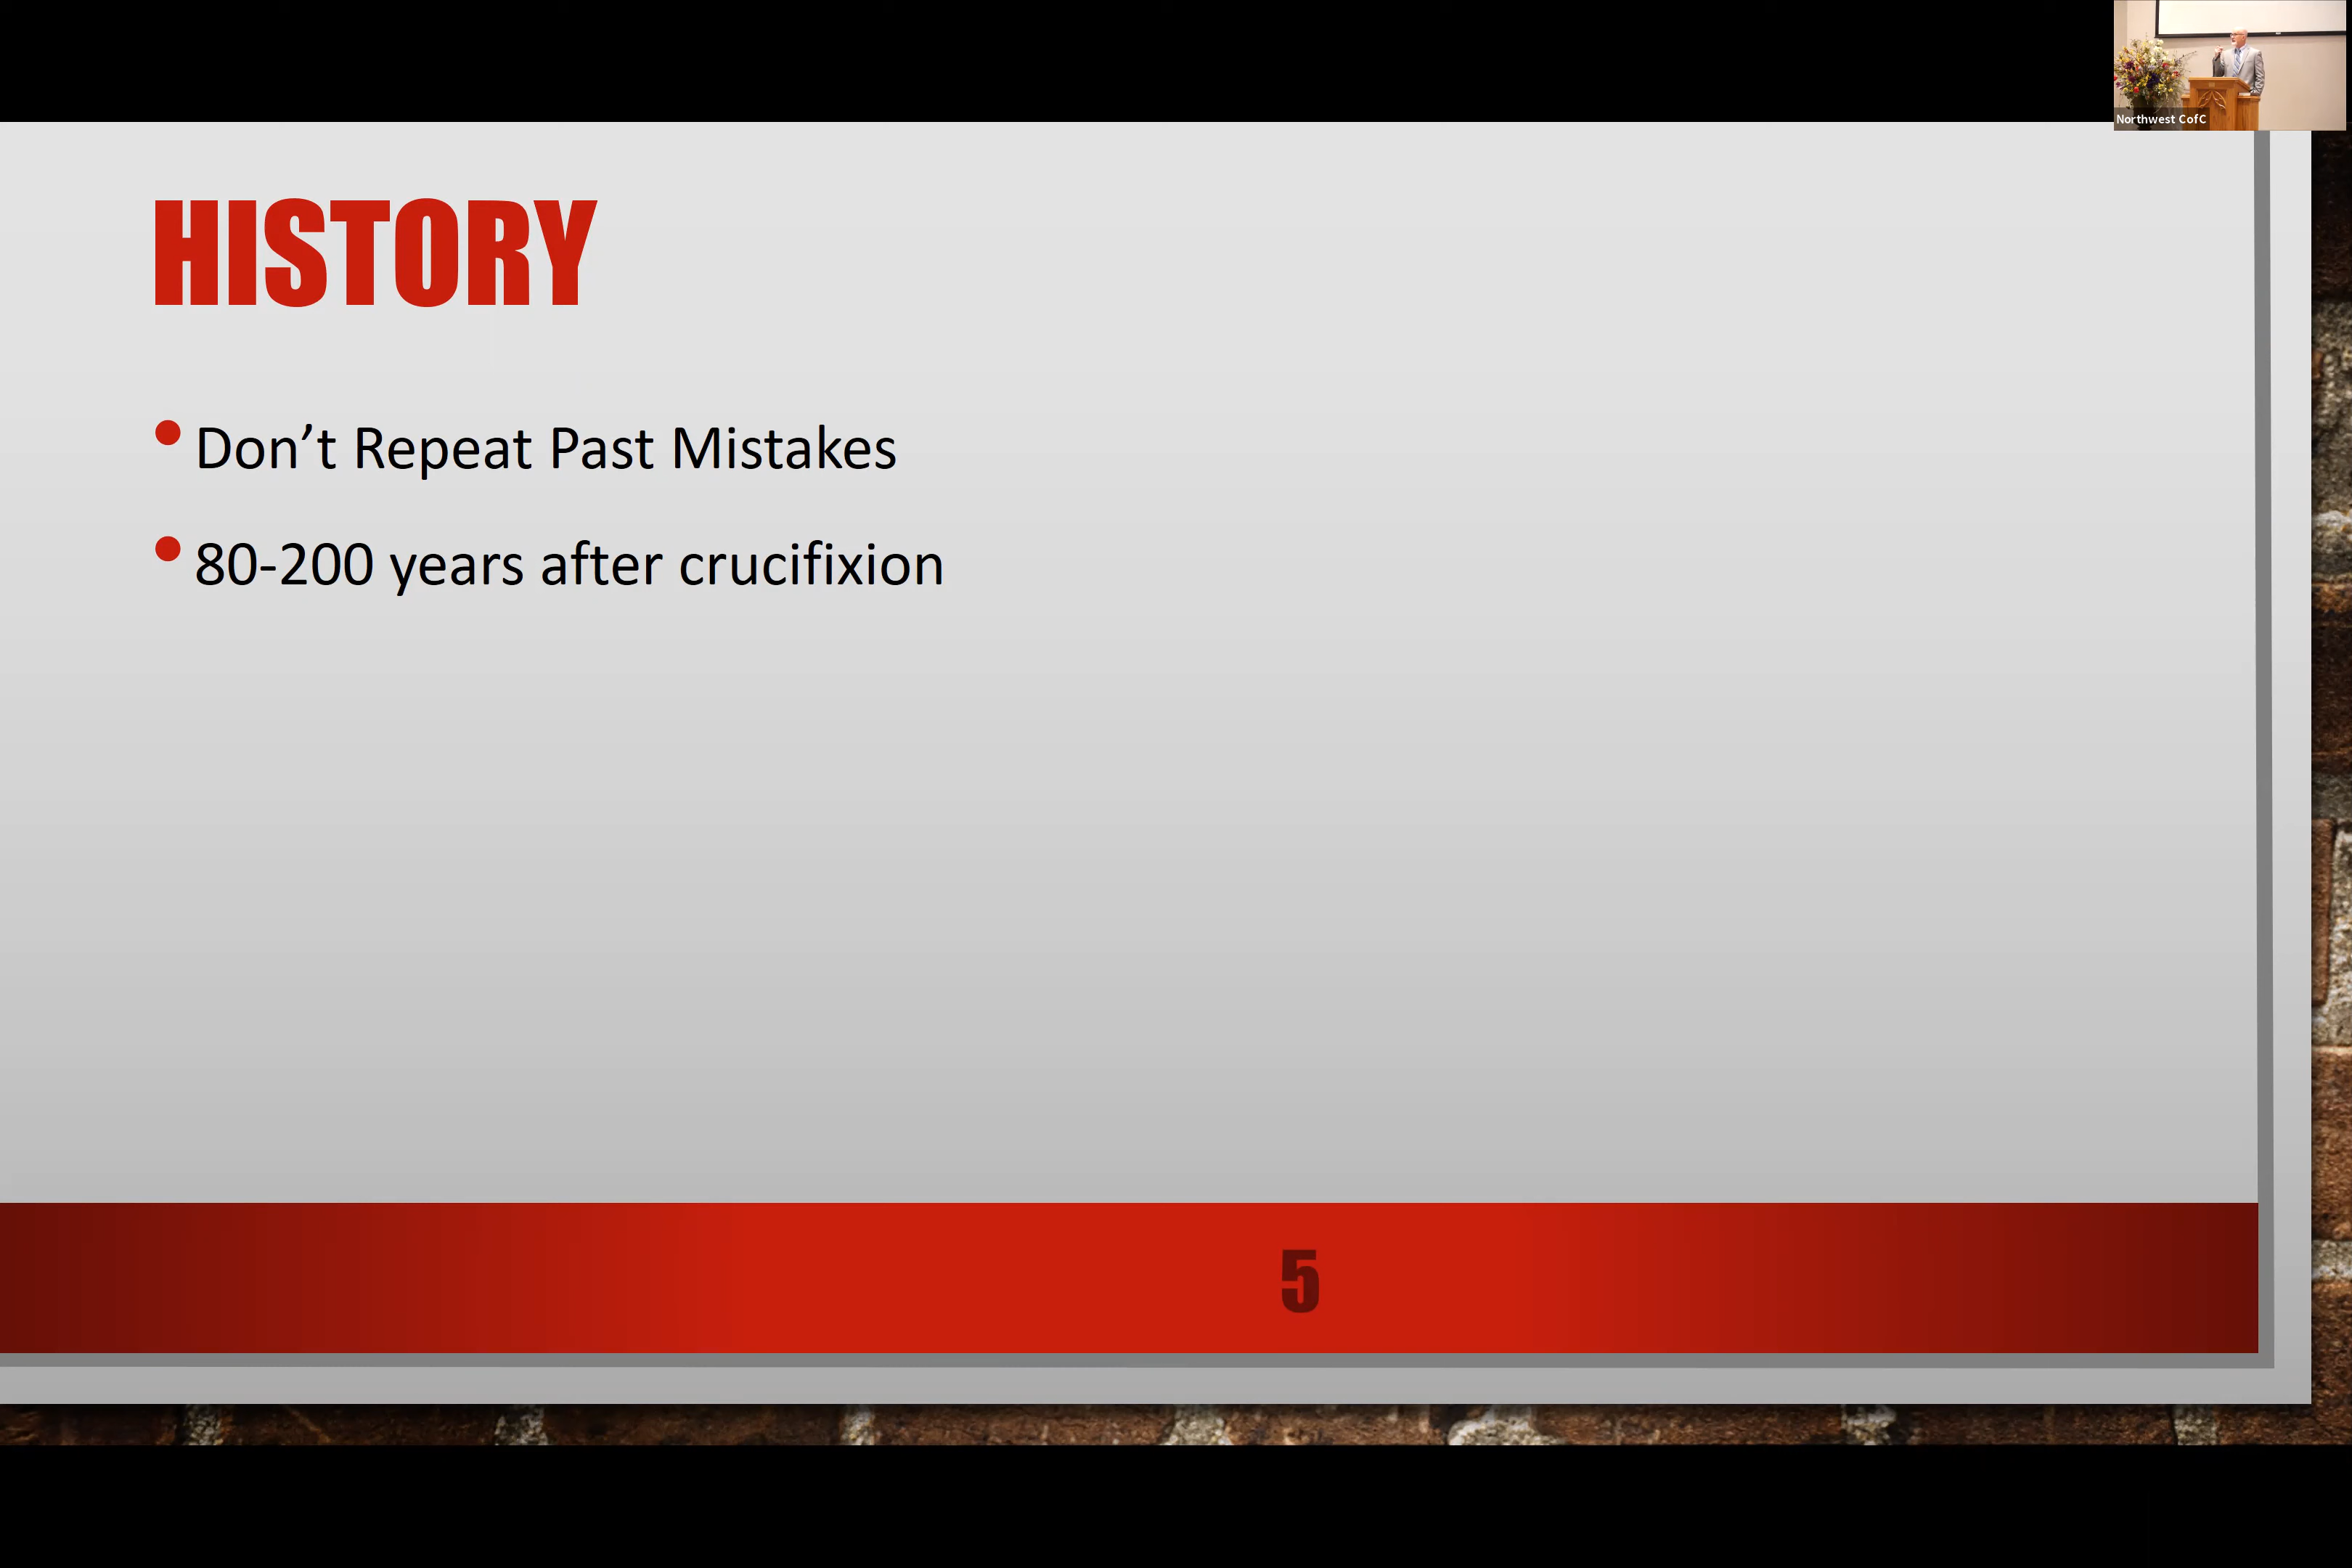 Northwest CofC
HISTORY
Don’t Repeat Past Mistakes
80-200 years after crucifixion
5